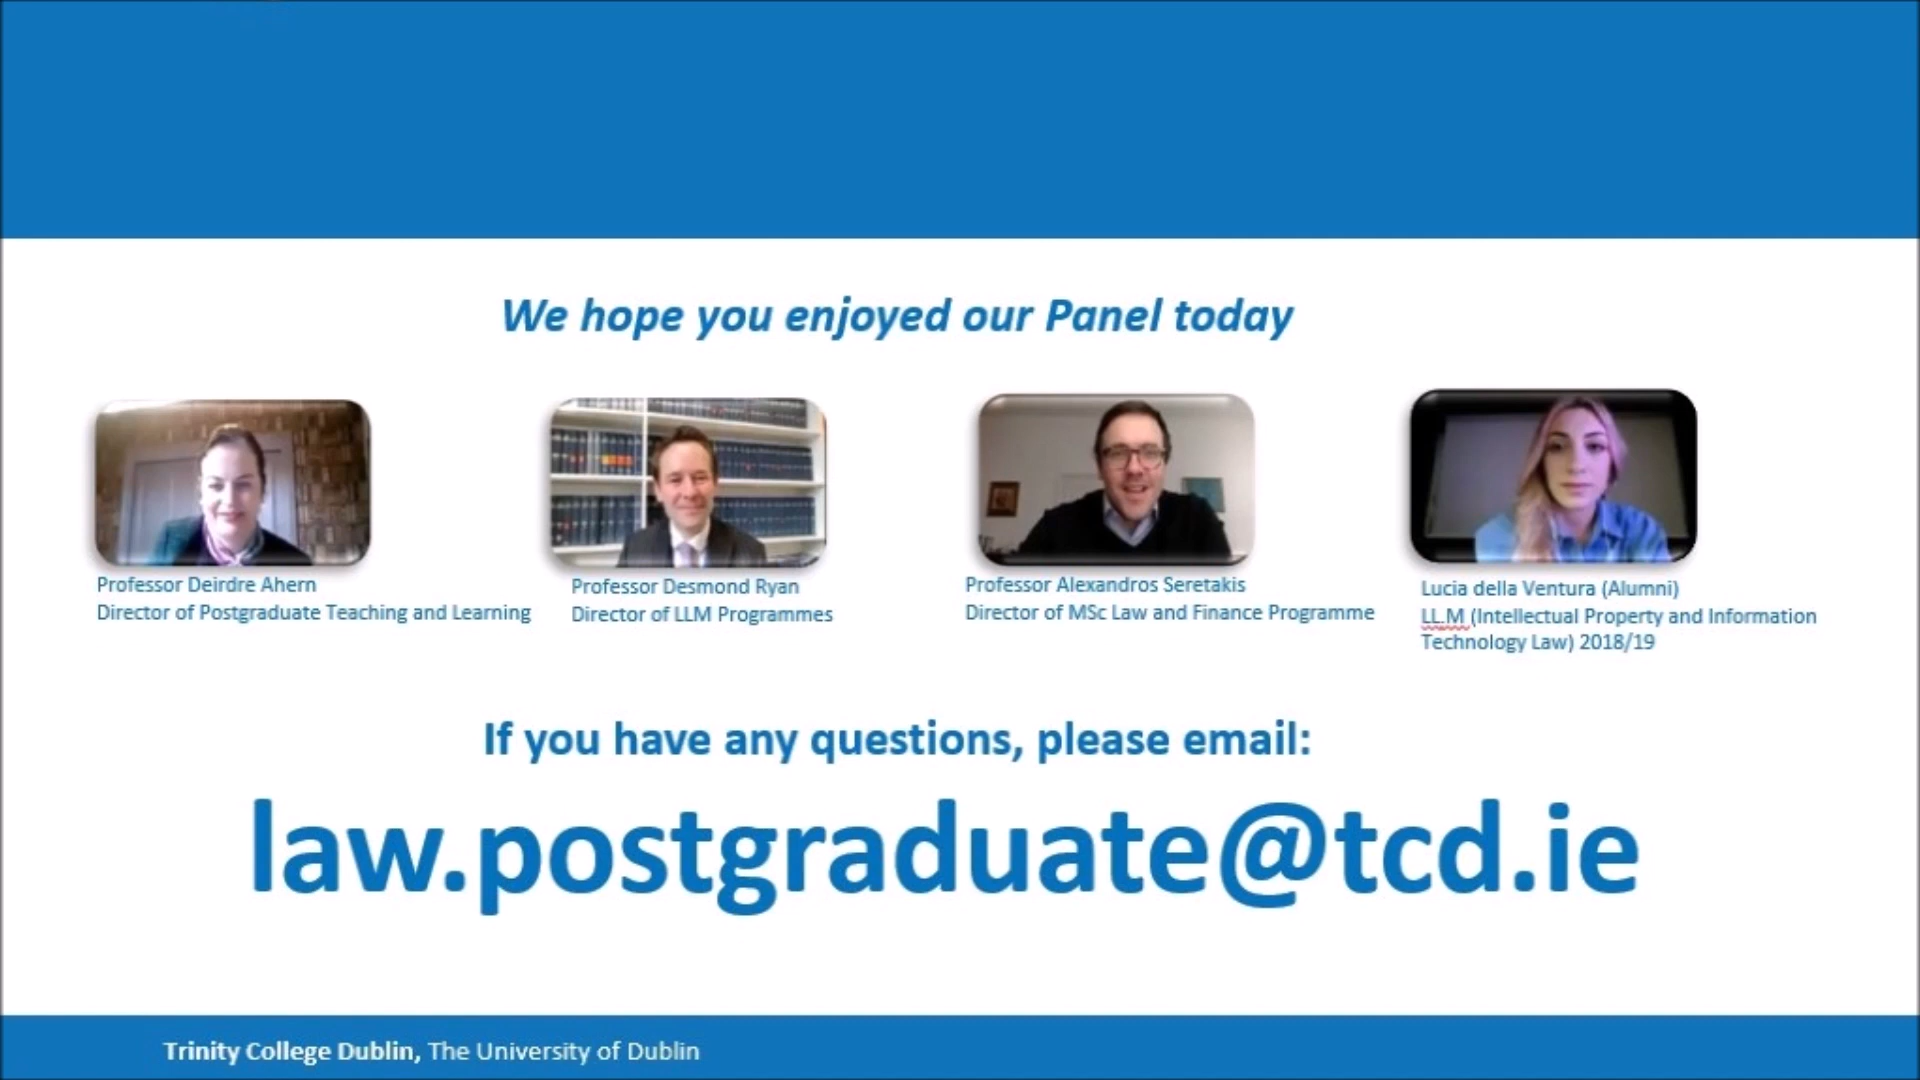 We hope you enjoyed our Panel today
Professor Deirdre Ahern
Director of Postgraduate Teaching and Learning
Professor Desmond Ryan
Director of LLM Programmes
Professor Alexandros Seretakis
Director of MSc Law and Finance Programme
Lucia della Ventura (Alumni)
LL.M (Intellectual Property and Information
Technology Law) 2018/19
If you have any questions, please email:
law.postgraduate@tcd.ie
Trinity College Dublin, The University of Dublin